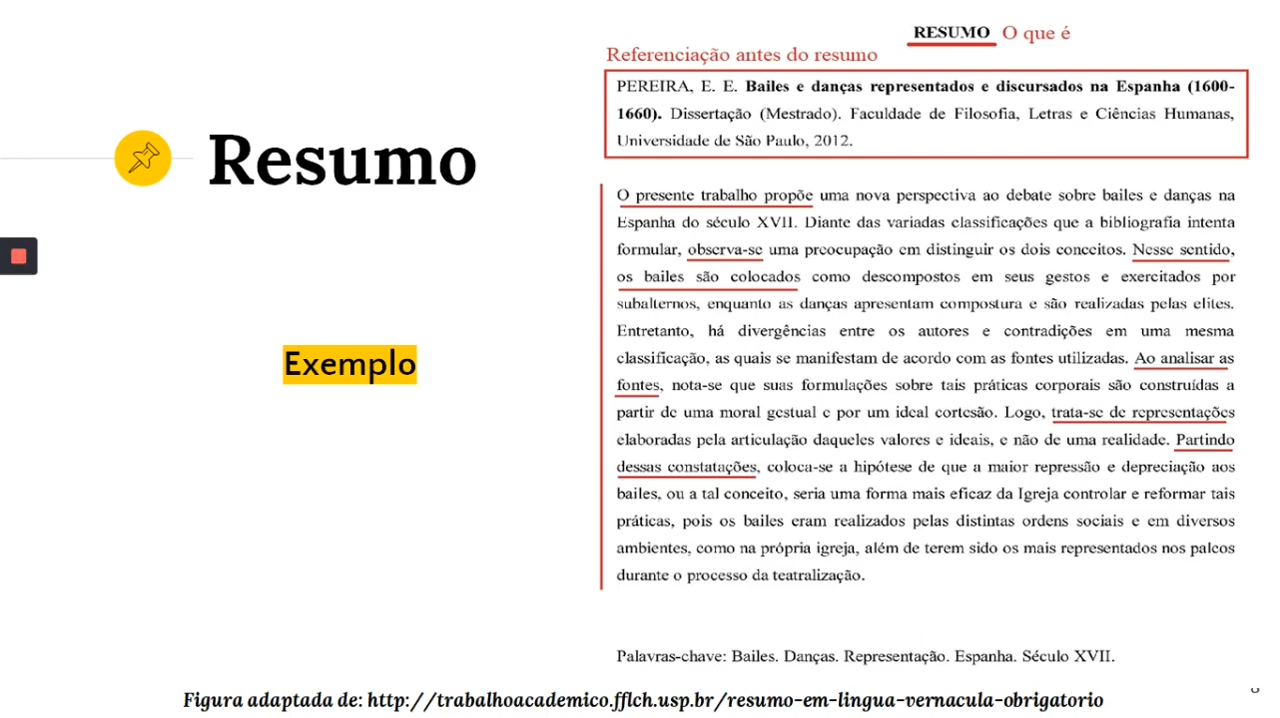 Resumo
Exemplo
RESUMO O que é
Referenciação antes do resumo
PEREIRA, E. E. Bailes e danças representados e discursados na Espanha (1600-
1660). Dissertação (Mestrado). Faculdade de Filosofia, Letras e Ciências Humanas,
Universidade de São Paulo, 2012.
O presente trabalho propõe uma nova perspectiva ao debate sobre bailes e danças na
Espanha do século XVII. Diante das variadas classificações que a bibliografia intenta
formular, observa-se uma preocupação em distinguir os dois conceitos. Nesse sentido,
os bailes são colocados como descompostos em seus gestos e exercitados por
subalternos, enquanto as danças apresentam compostura e são realizadas pelas elites.
Entretanto, há divergências entre os autores e contradições em uma mesma
classificação, as quais se manifestam de acordo com as fontes utilizadas. Ao analisar as
fontes, nota-se que suas formulações sobre tais práticas corporais são construídas a
partir de uma moral gestual e por um ideal cortesão. Logo, trata-se de representações
elaboradas pela articulação daqueles valores e ideais, e não de uma realidade. Partindo
dessas constatações, coloca-se a hipótese de que a maior repressão e depreciação aos
bailes, ou a tal conceito, seria uma forma mais eficaz da Igreja controlar e reformar tais
práticas, pois os bailes eram realizados pelas distintas ordens sociais e em diversos
ambientes, como na própria igreja, além de terem sido os mais representados nos palcos
durante o processo da teatralização.
Palavras-chave: Bailes. Danças. Representação. Espanha. Século XVII.
Figura adaptada de: http://trabalhoacademico.fflch.usp.br/resumo-em-lingua-vernacula-obrigatorio